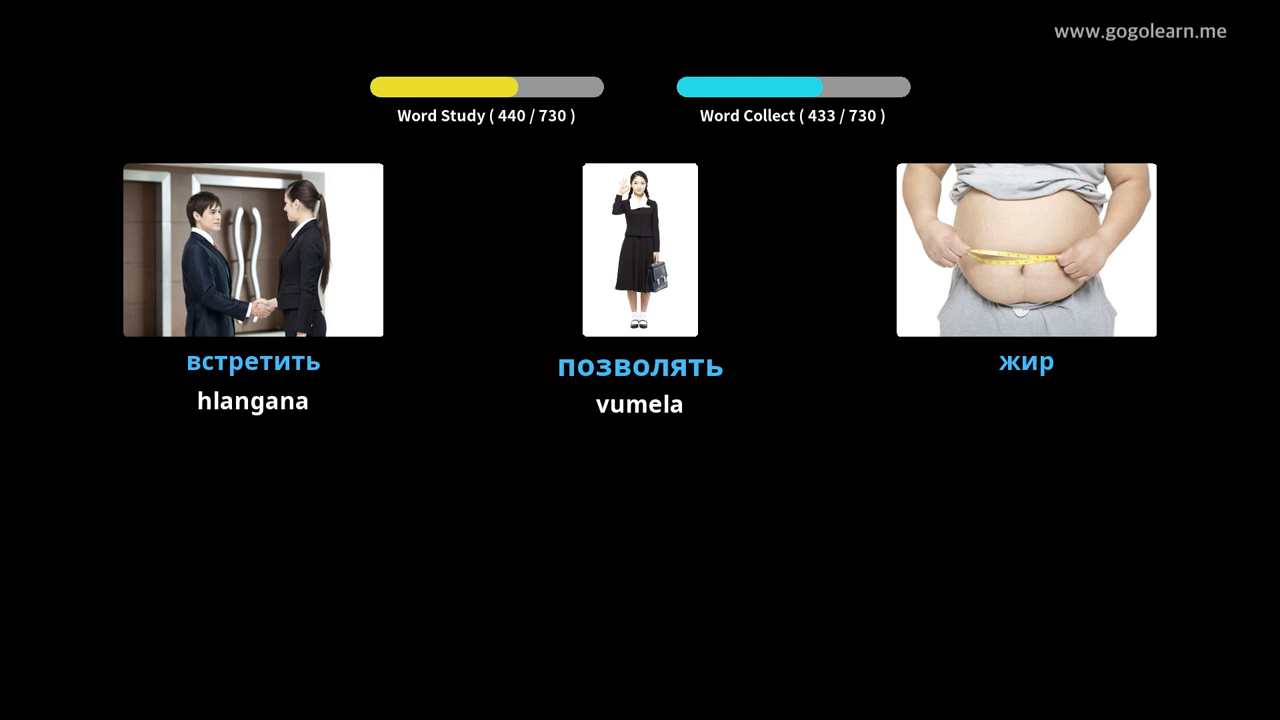 www.gogolearn.me
Word Study ( 440 / 730 )
Word Collect ( 433 / 730 )
встретить
hlangana
позволять
vumela
жир